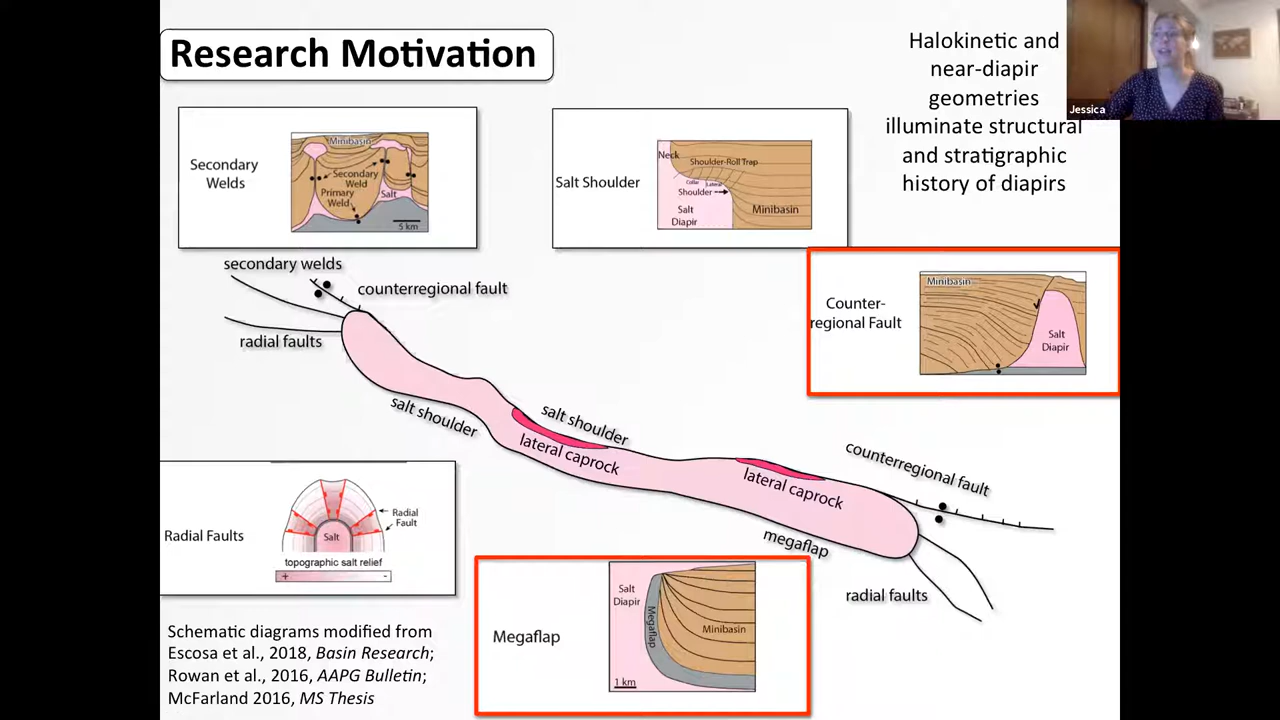 Research Motivation
Halokinetic and
near-diapir
geometries
illuminate structural
and stratigraphic
history of diapirs
Jessica
Secondary
Welds
Minibasin
Secondary
Weld
Primary
Weld
Salt
5 km
Salt Shoulder
Neck
Shoulder-Roll Trap
Collar
Lateral
Shoulder
Salt
Diapir
Minibasin
Counter-
regional Fault
Minibasin
Salt
Diapir
secondary welds
counterregional fault
radial faults
salt shoulder
salt shoulder
lateral caprock
lateral caprock
counterregional fault
megaflap
radial faults
Radial Faults
Radial
Fault
Salt
topographic salt relief
+ -
Megaflap
Salt
Diapir
Megaflap
Minibasin
1 km
Schematic diagrams modified from
Escosa et al., 2018, Basin Research;
Rowan et al., 2016, AAPG Bulletin;
McFarland 2016, MS Thesis